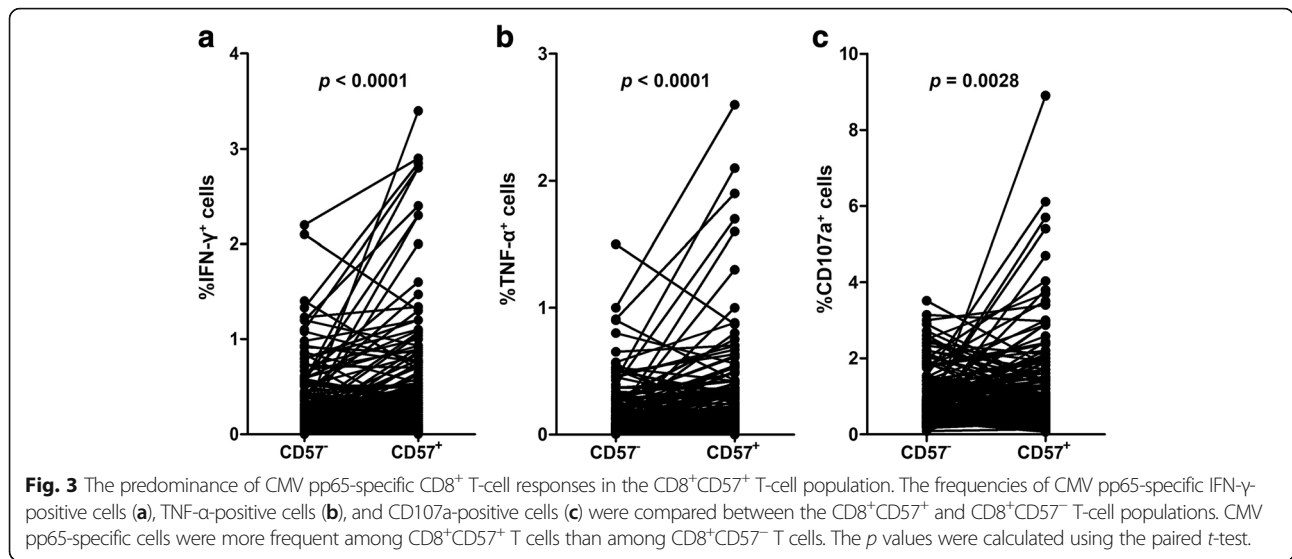 a
b
c
4
3
2
1
0
%IFN-γ⁺ cells
p < 0.0001
CD57⁻
CD57⁺
3
2
1
0
%TNF-α⁺ cells
p < 0.0001
CD57⁻
CD57⁺
10
8
6
4
2
0
%CD107a⁺ cells
p = 0.0028
CD57⁻
CD57⁺
Fig. 3 The predominance of CMV pp65-specific CD8⁺ T-cell responses in the CD8⁺CD57⁺ T-cell population. The frequencies of CMV pp65-specific IFN-γ-
positive cells (a), TNF-α-positive cells (b), and CD107a-positive cells (c) were compared between the CD8⁺CD57⁺ and CD8⁺CD57⁻ T-cell populations. CMV
pp65-specific cells were more frequent among CD8⁺CD57⁺ T cells than among CD8⁺CD57⁻ T cells. The p values were calculated using the paired t-test.